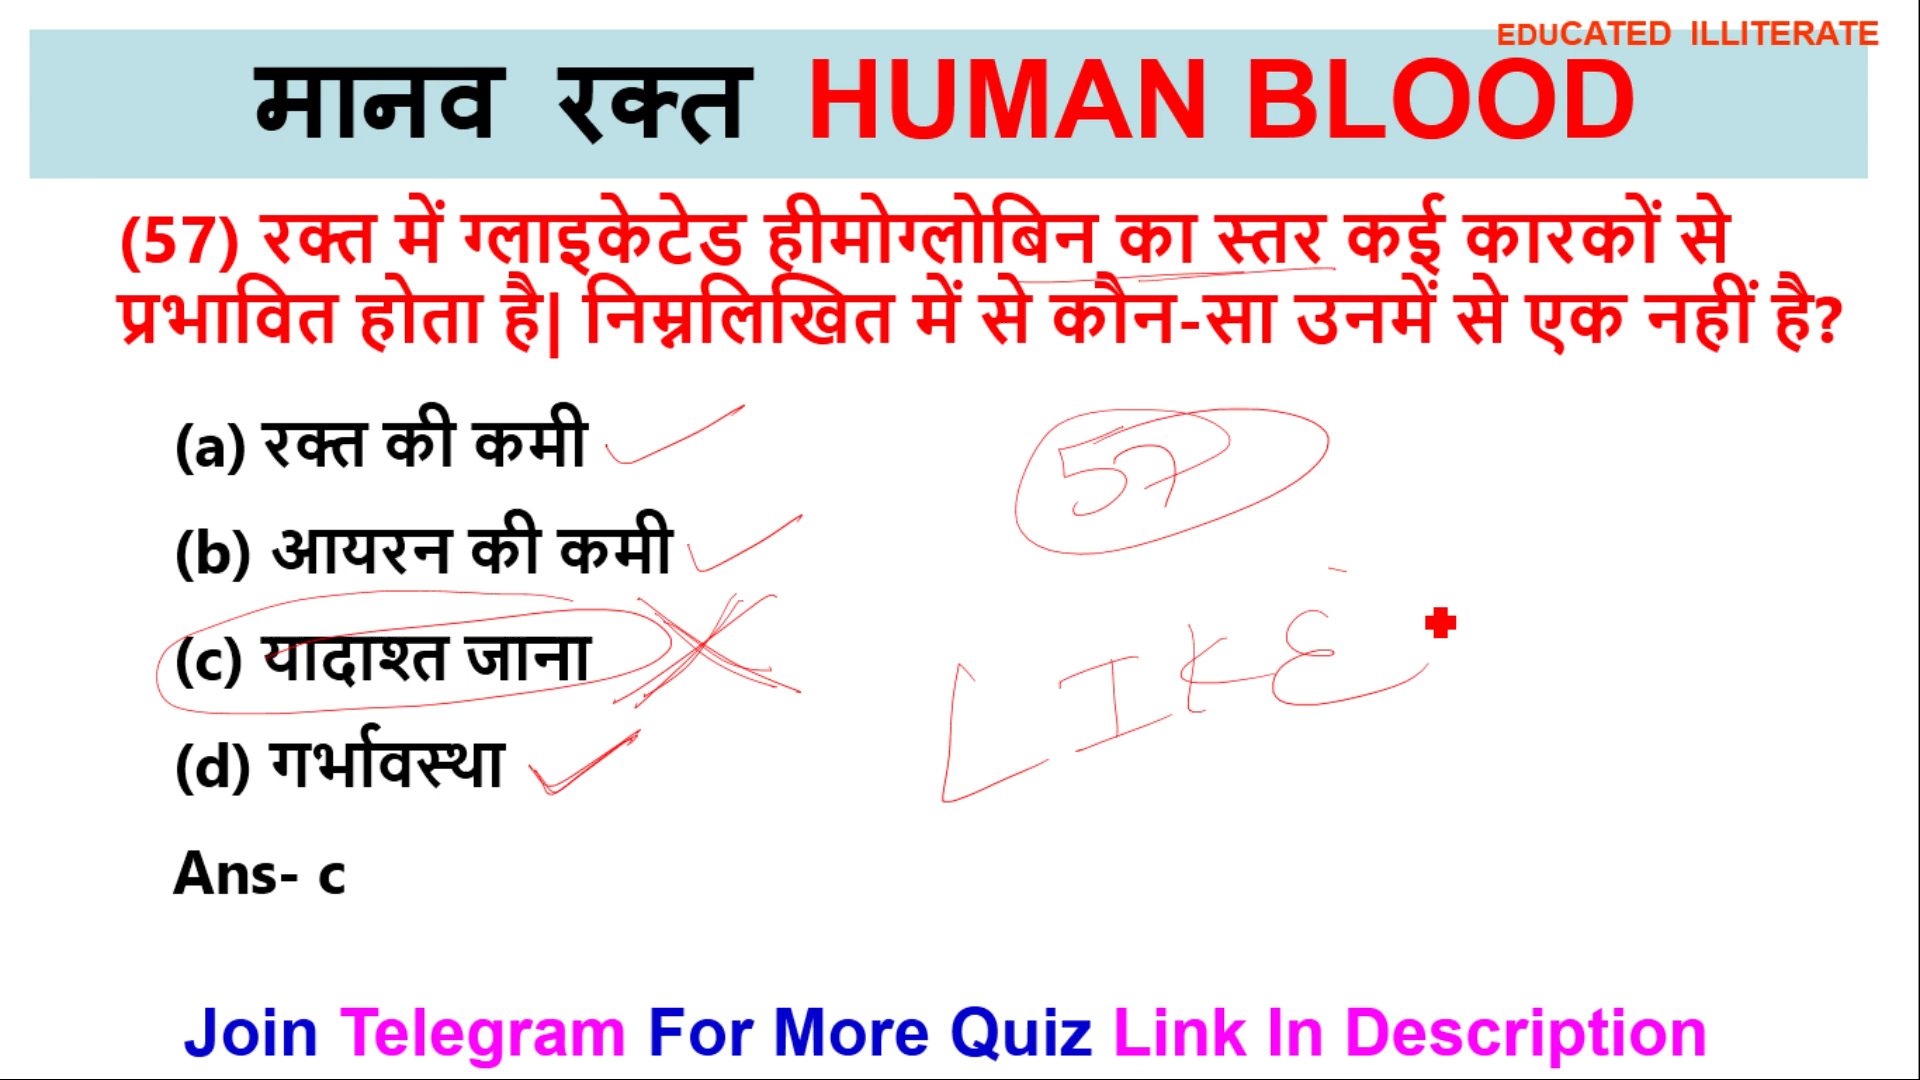 EDUCATED ILLITERATE
मानव रक्त HUMAN BLOOD
(57) रक्त में ग्लाइकेटेड हीमोग्लोबिन का स्तर कई कारकों से
प्रभावित होता है| निम्नलिखित में से कौन-सा उनमें से एक नहीं है?
(a) रक्त की कमी
57
(b) आयरन की कमी
(c) यादाश्त जाना
LIKE
(d) गर्भावस्था
Ans- c
Join Telegram For More Quiz Link In Description